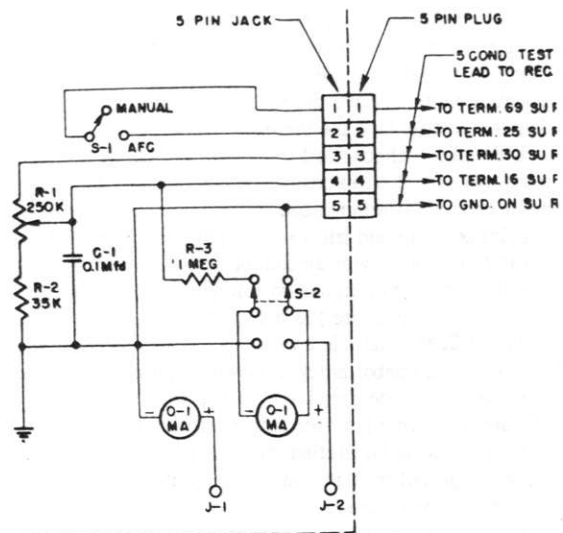 5 PIN JACK
5 PIN PLUG
5 COND TEST
LEAD TO REC
MANUAL
S-1 AFC
1 1 TO TERM. 69 SU
2 2 TO TERM. 25 SU
3 3 TO TERM. 30 SU
4 4 TO TERM. 16 SU
5 5 TO GND. ON SU R
R-1
250K
C-1
0.1Mfd
R-2
35K
R-3
1 MEG
S-2
- 0-1 MA +
- 0-1 MA +
J-1
J-2